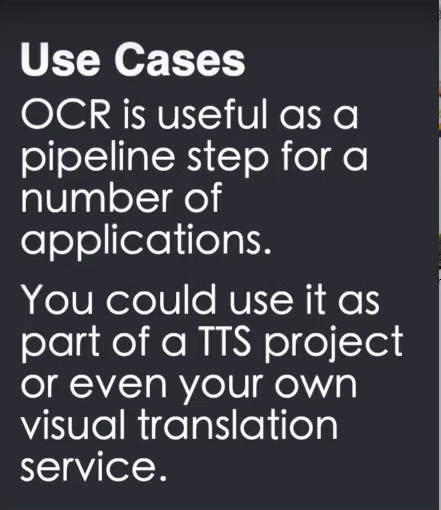 Use Cases
OCR is useful as a
pipeline step for a
number of
applications.
You could use it as
part of a TTS project
or even your own
visual translation
service.